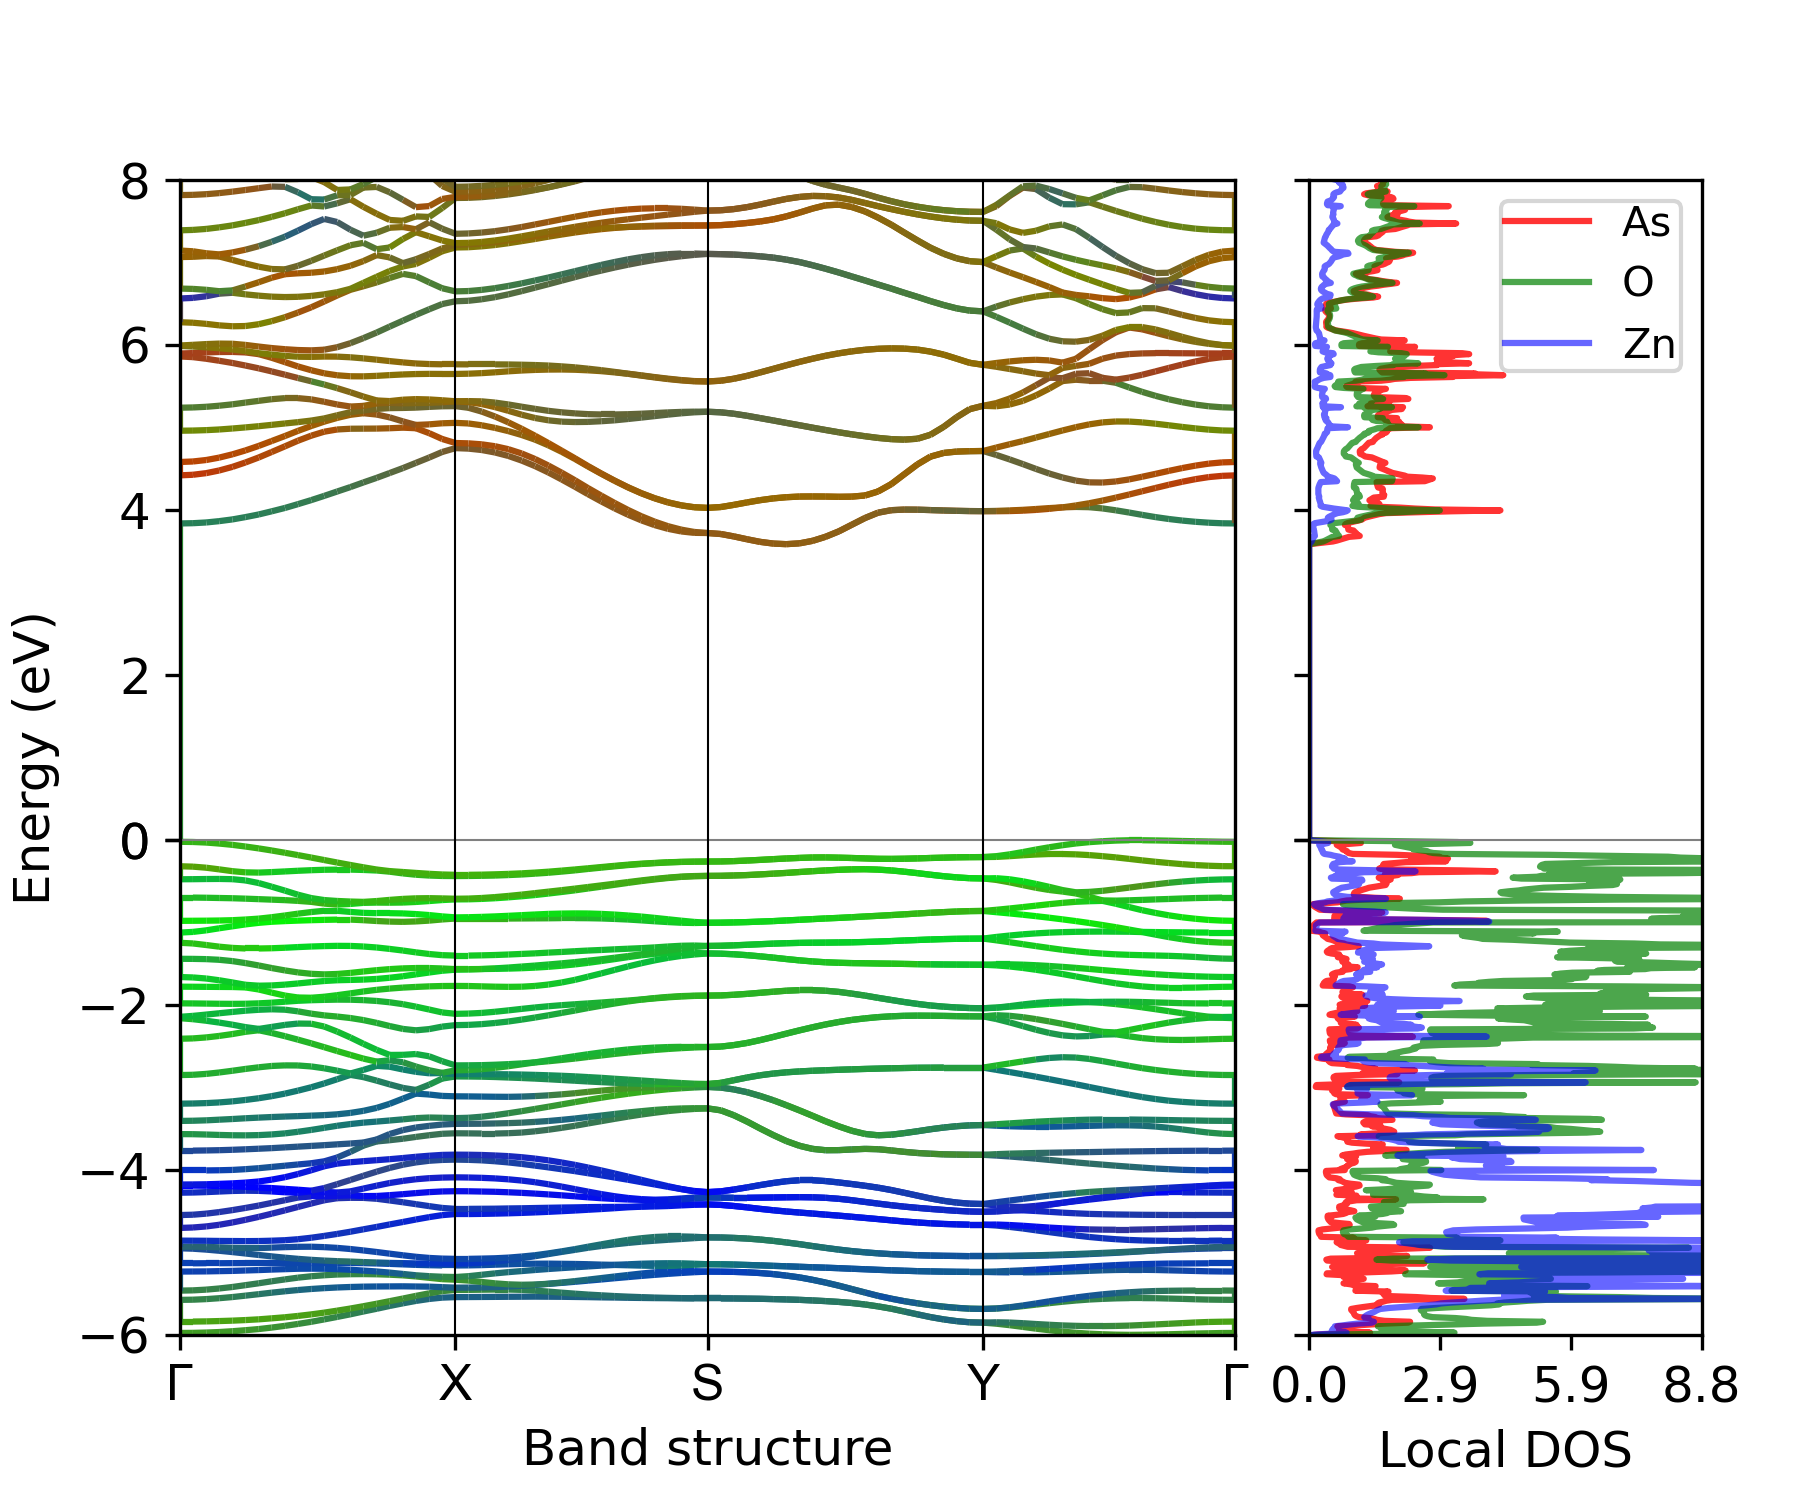 Energy (eV)
8
6
4
2
0
−2
−4
−6
Γ X S Y Γ
Band structure
As
O
Zn
0.0 2.9 5.9 8.8
Local DOS